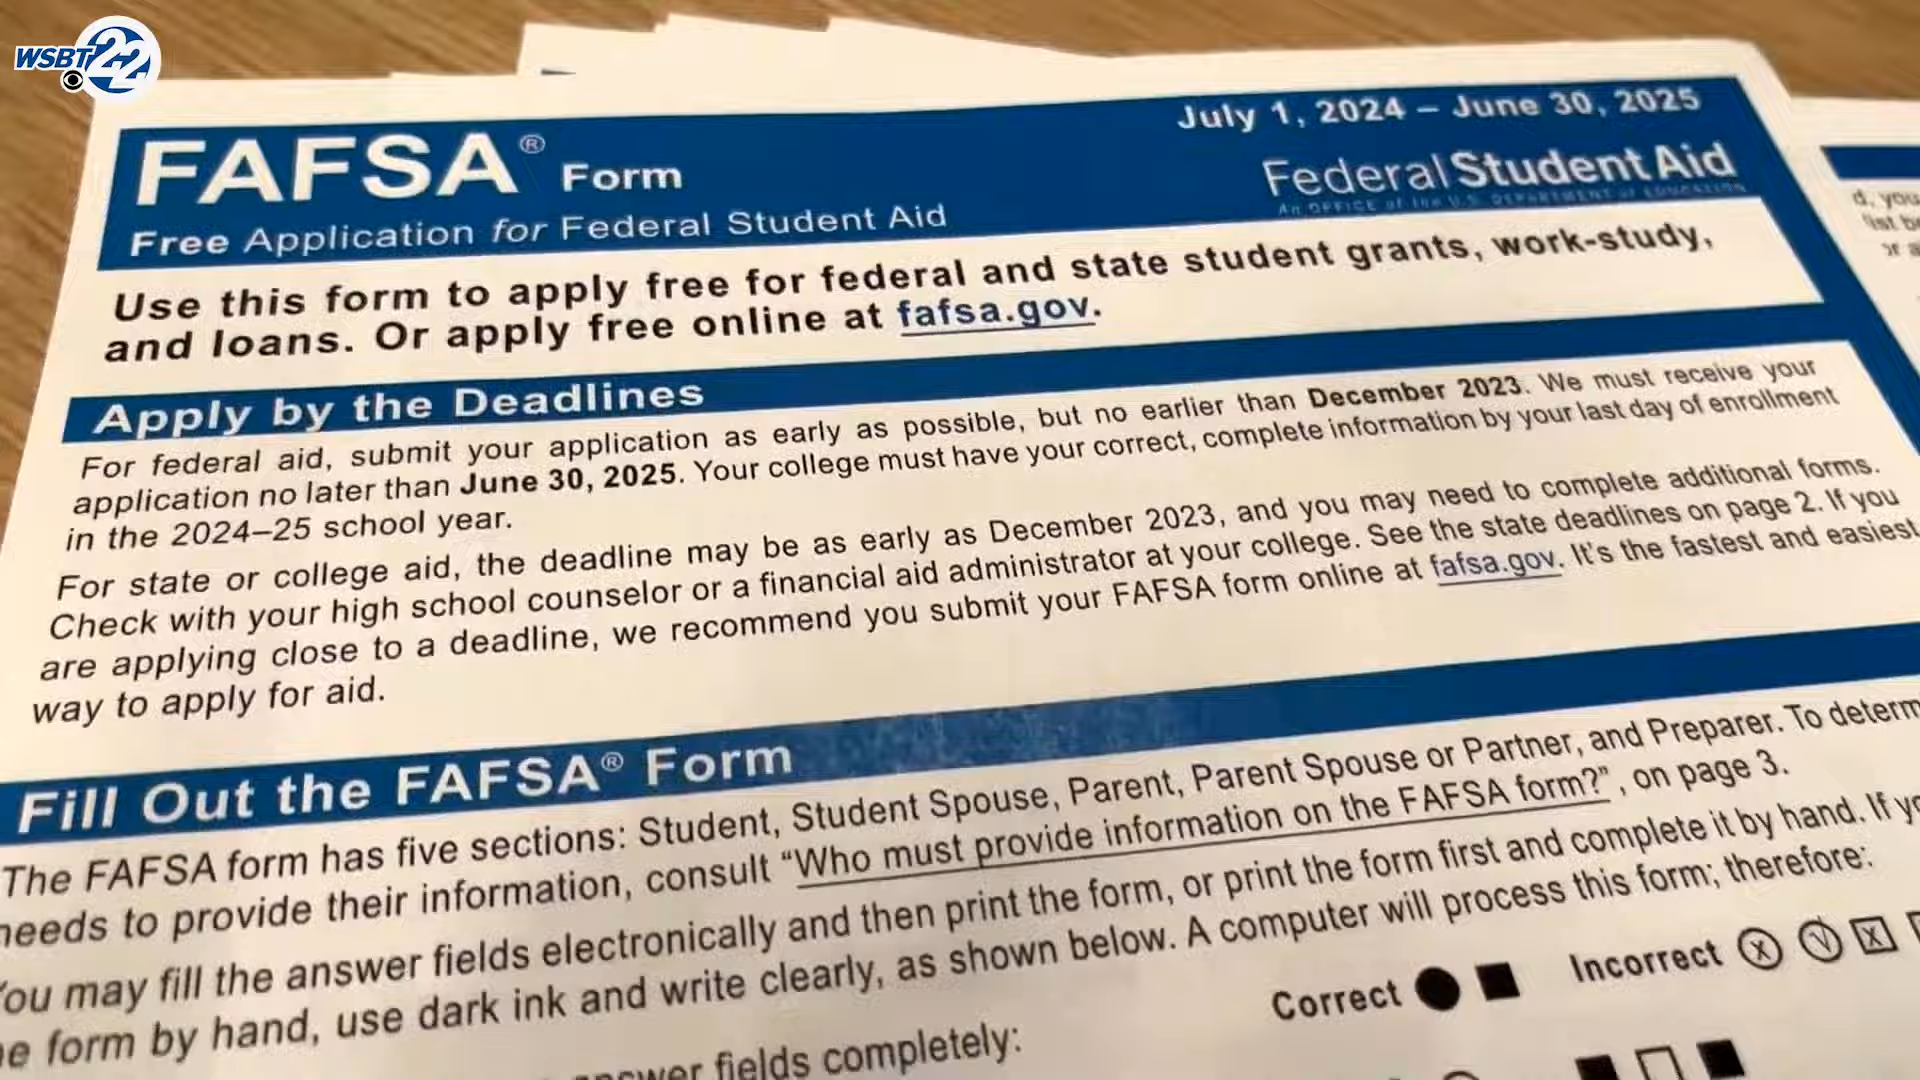 WSBT 22
FAFSA® Form
July 1, 2024 – June 30, 2025
Federal Student Aid
An OFFICE of the U.S. DEPARTMENT of EDUCATION
Free Application for Federal Student Aid
Use this form to apply free for federal and state student grants, work-study,
and loans. Or apply free online at fafsa.gov.
Apply by the Deadlines
For federal aid, submit your application as early as possible, but no earlier than December 2023. We must receive your
application no later than June 30, 2025. Your college must have your correct, complete information by your last day of enrollment
in the 2024–25 school year.
For state or college aid, the deadline may be as early as December 2023, and you may need to complete additional forms.
Check with your high school counselor or a financial aid administrator at your college. See the state deadlines on page 2. If you
are applying close to a deadline, we recommend you submit your FAFSA form online at fafsa.gov. It's the fastest and easiest
way to apply for aid.
Fill Out the FAFSA® Form
The FAFSA form has five sections: Student, Student Spouse, Parent, Parent Spouse or Partner, and Preparer. To determ
needs to provide their information, consult “Who must provide information on the FAFSA form?”, on page 3.
You may fill the answer fields electronically and then print the form, or print the form first and complete it by hand. If yo
e form by hand, use dark ink and write clearly, as shown below. A computer will process this form; therefore:
Correct Incorrect
answer fields completely:
d, you